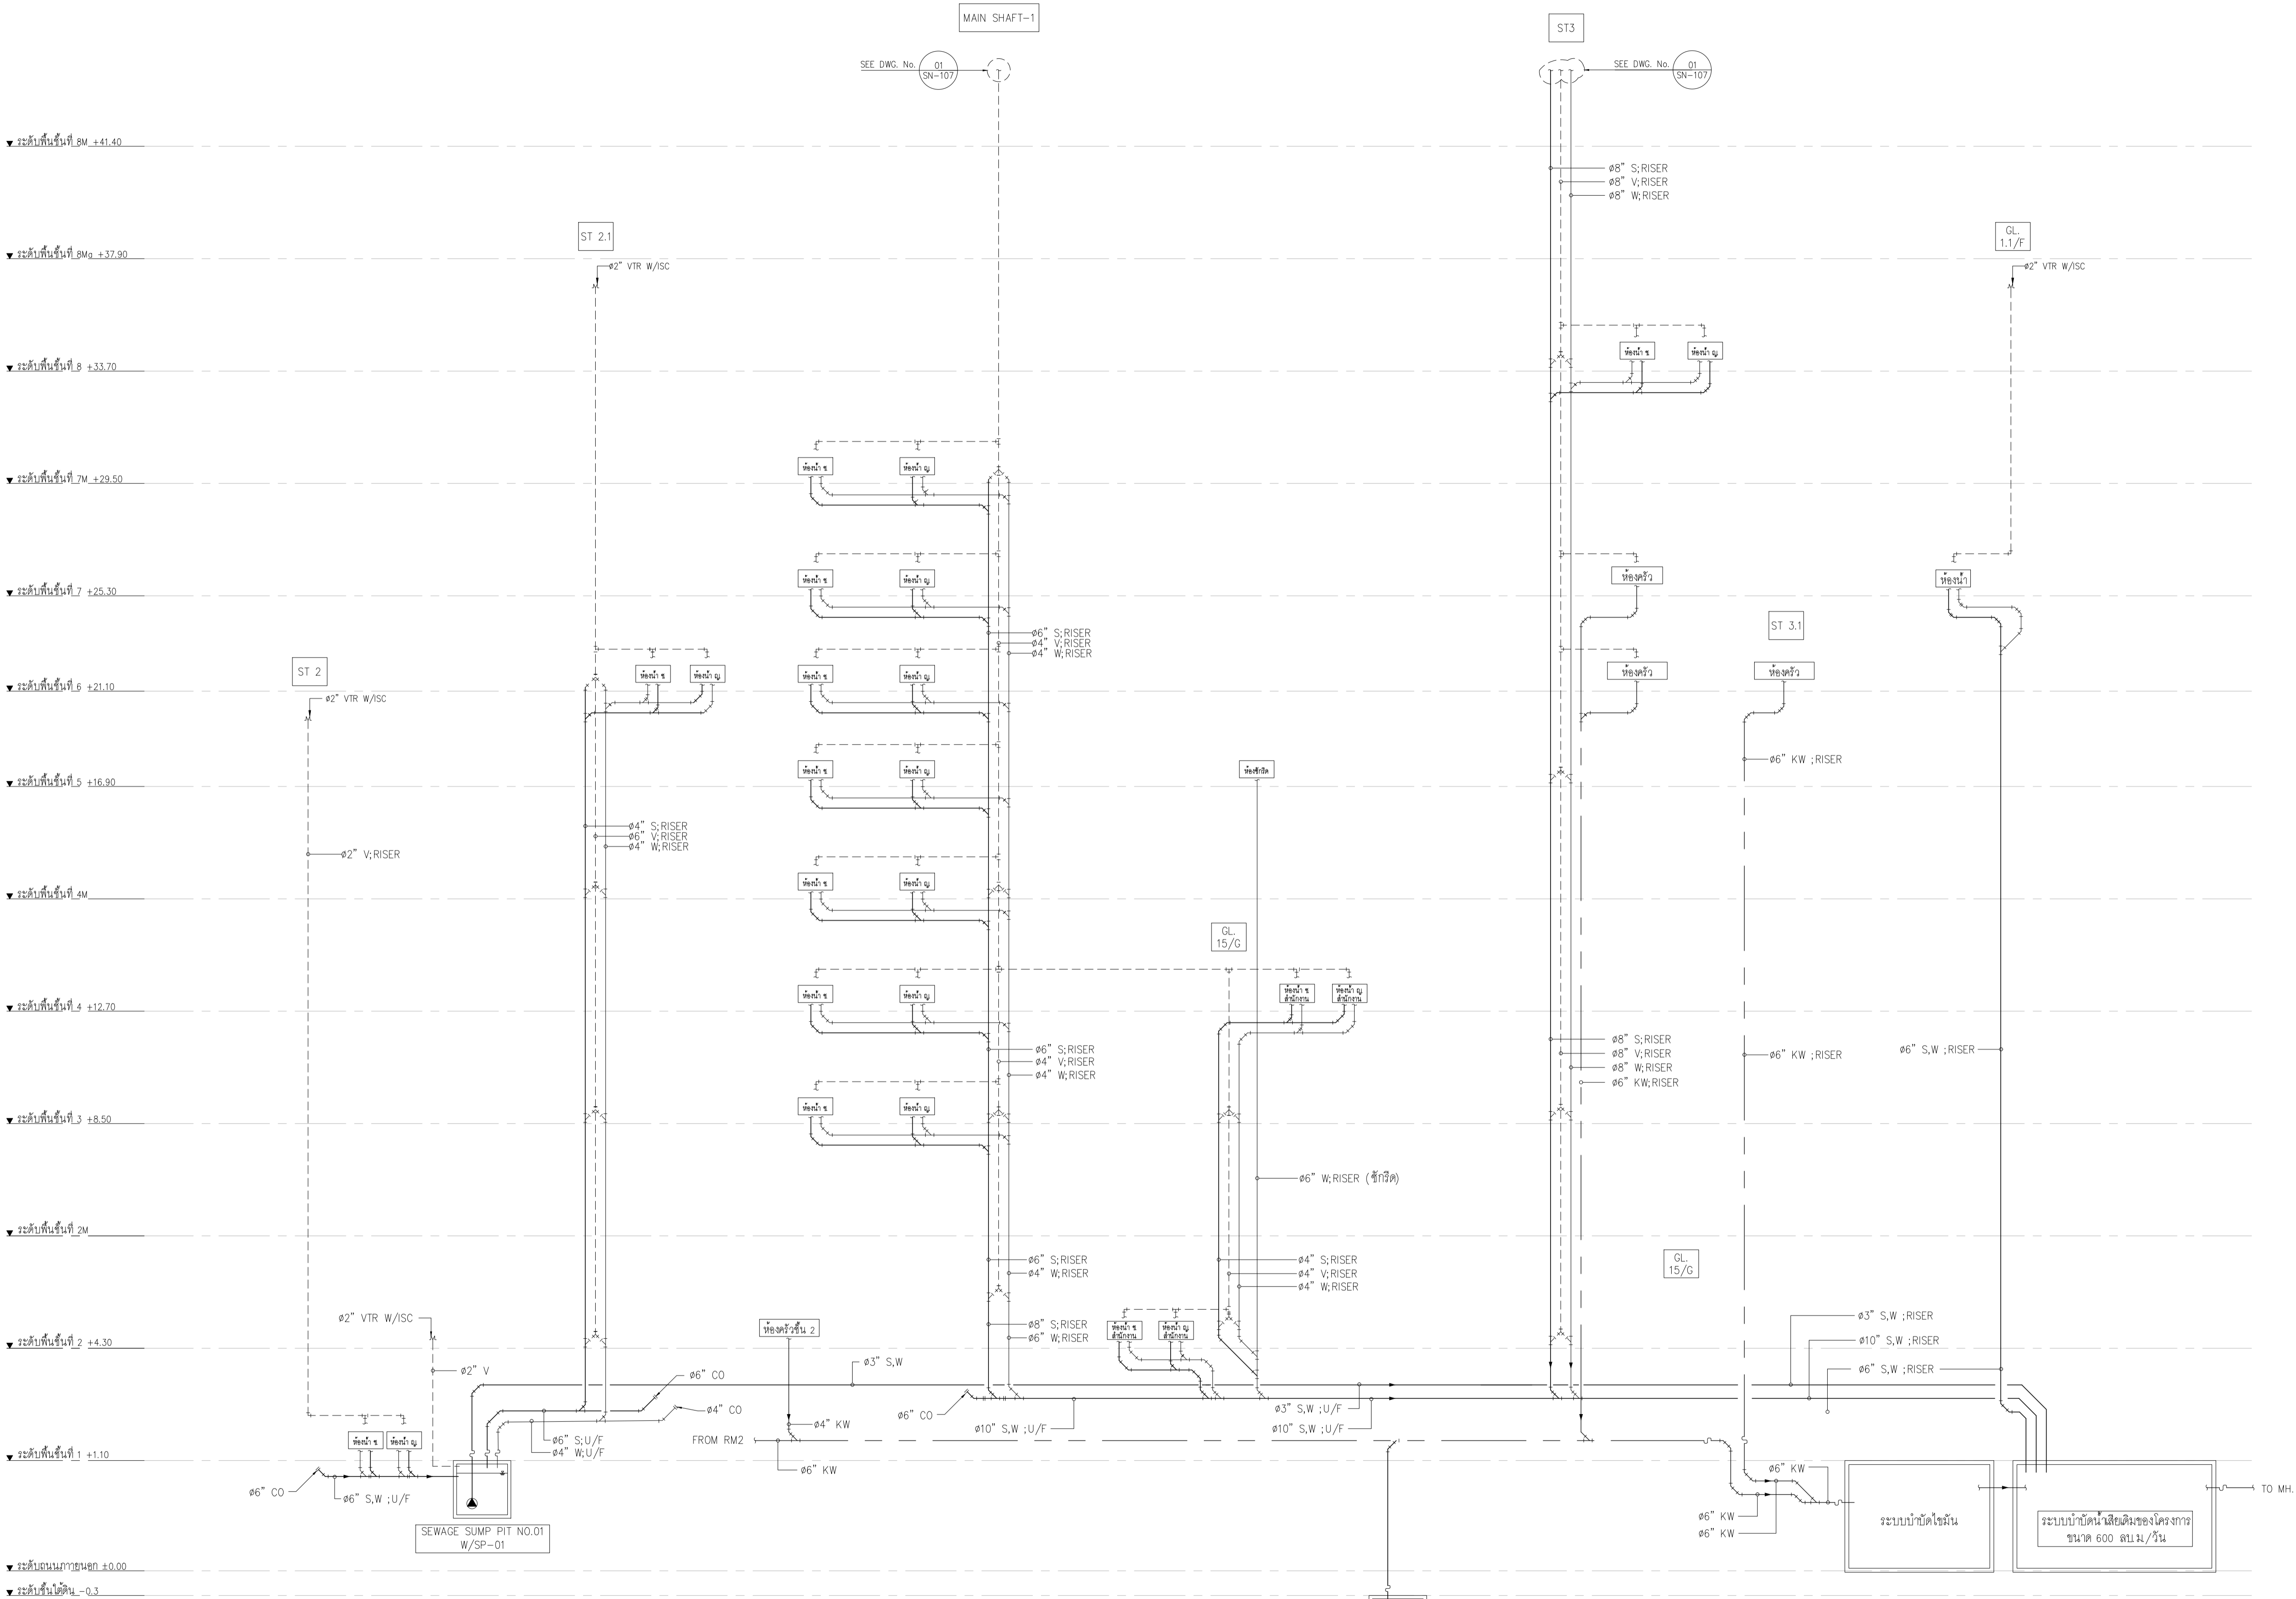 MAIN SHAFT-1
ST3
SEE DWG. No.
01
SN-107
SEE DWG. No.
01
SN-107
ระดับพื้นชั้นที่ 8M +41.40
ø8" S;RISER
ø8" V;RISER
ø8" W;RISER
ST 2.1
GL.
1.1/F
ระดับพื้นชั้นที่ 8Ma +37.90
ø2" VTR W/ISC
ø2" VTR W/ISC
ห้องน้ำ ช
ห้องน้ำ ญ
ระดับพื้นชั้นที่ 8 +33.70
ห้องน้ำ ช
ห้องน้ำ ญ
ระดับพื้นชั้นที่ 7M +29.50
ห้องน้ำ ช
ห้องน้ำ ญ
ห้องครัว
ห้องน้ำ
ระดับพื้นชั้นที่ 7 +25.30
ST 3.1
ø6" S;RISER
ø4" V;RISER
ø4" W;RISER
ST 2
ห้องน้ำ ช
ห้องน้ำ ญ
ห้องน้ำ ช
ห้องน้ำ ญ
ห้องครัว
ห้องครัว
ระดับพื้นชั้นที่ 6 +21.10
ø2" VTR W/ISC
ø6" KW ;RISER
ห้องน้ำ ช
ห้องน้ำ ญ
ห้องซักรีด
ระดับพื้นชั้นที่ 5 +16.90
ø4" S;RISER
ø6" V;RISER
ø4" W;RISER
ø2" V;RISER
ห้องน้ำ ช
ห้องน้ำ ญ
ระดับพื้นชั้นที่ 4M
GL.
15/G
ห้องน้ำ ช
ห้องน้ำ ญ
ห้องน้ำ ช
สำนักงาน
ห้องน้ำ ญ
สำนักงาน
ระดับพื้นชั้นที่ 4 +12.70
ø6" S;RISER
ø4" V;RISER
ø4" W;RISER
ø8" S;RISER
ø8" V;RISER
ø8" W;RISER
ø6" KW;RISER
ø6" KW ;RISER
ø6" S,W ;RISER
ห้องน้ำ ช
ห้องน้ำ ญ
ระดับพื้นชั้นที่ 3 +8.50
ø6" W;RISER (ซักรีด)
ระดับพื้นชั้นที่ 2M
ø6" S;RISER
ø4" W;RISER
ø4" S;RISER
ø4" V;RISER
ø4" W;RISER
GL.
15/G
ø2" VTR W/ISC
ห้องครัวชั้น 2
ø8" S;RISER
ø6" W;RISER
ห้องน้ำ ช
สำนักงาน
ห้องน้ำ ญ
สำนักงาน
ø3" S,W ;RISER
ø10" S,W ;RISER
ø6" S,W ;RISER
ระดับพื้นชั้นที่ 2 +4.30
ø2" V
ø6" CO
ø3" S,W
ø4" CO
ø4" KW
ø6" CO
ø10" S,W ;U/F
ø3" S,W ;U/F
ø10" S,W ;U/F
FROM RM2
ø6" KW
ห้องน้ำ ช
ห้องน้ำ ญ
ø6" S;U/F
ø4" W;U/F
ระดับพื้นชั้นที่ 1 +1.10
ø6" CO
ø6" S,W ;U/F
ø6" KW
ø6" KW
ø6" KW
SEWAGE SUMP PIT NO.01
W/SP-01
ระบบบำบัดไขมัน
ระบบบำบัดน้ำเสียเดิมของโครงการ
ขนาด 600 ลบ.ม./วัน
TO MH.
ระดับถนนภายนอก ±0.00
ระดับชั้นใต้ดิน -0.3